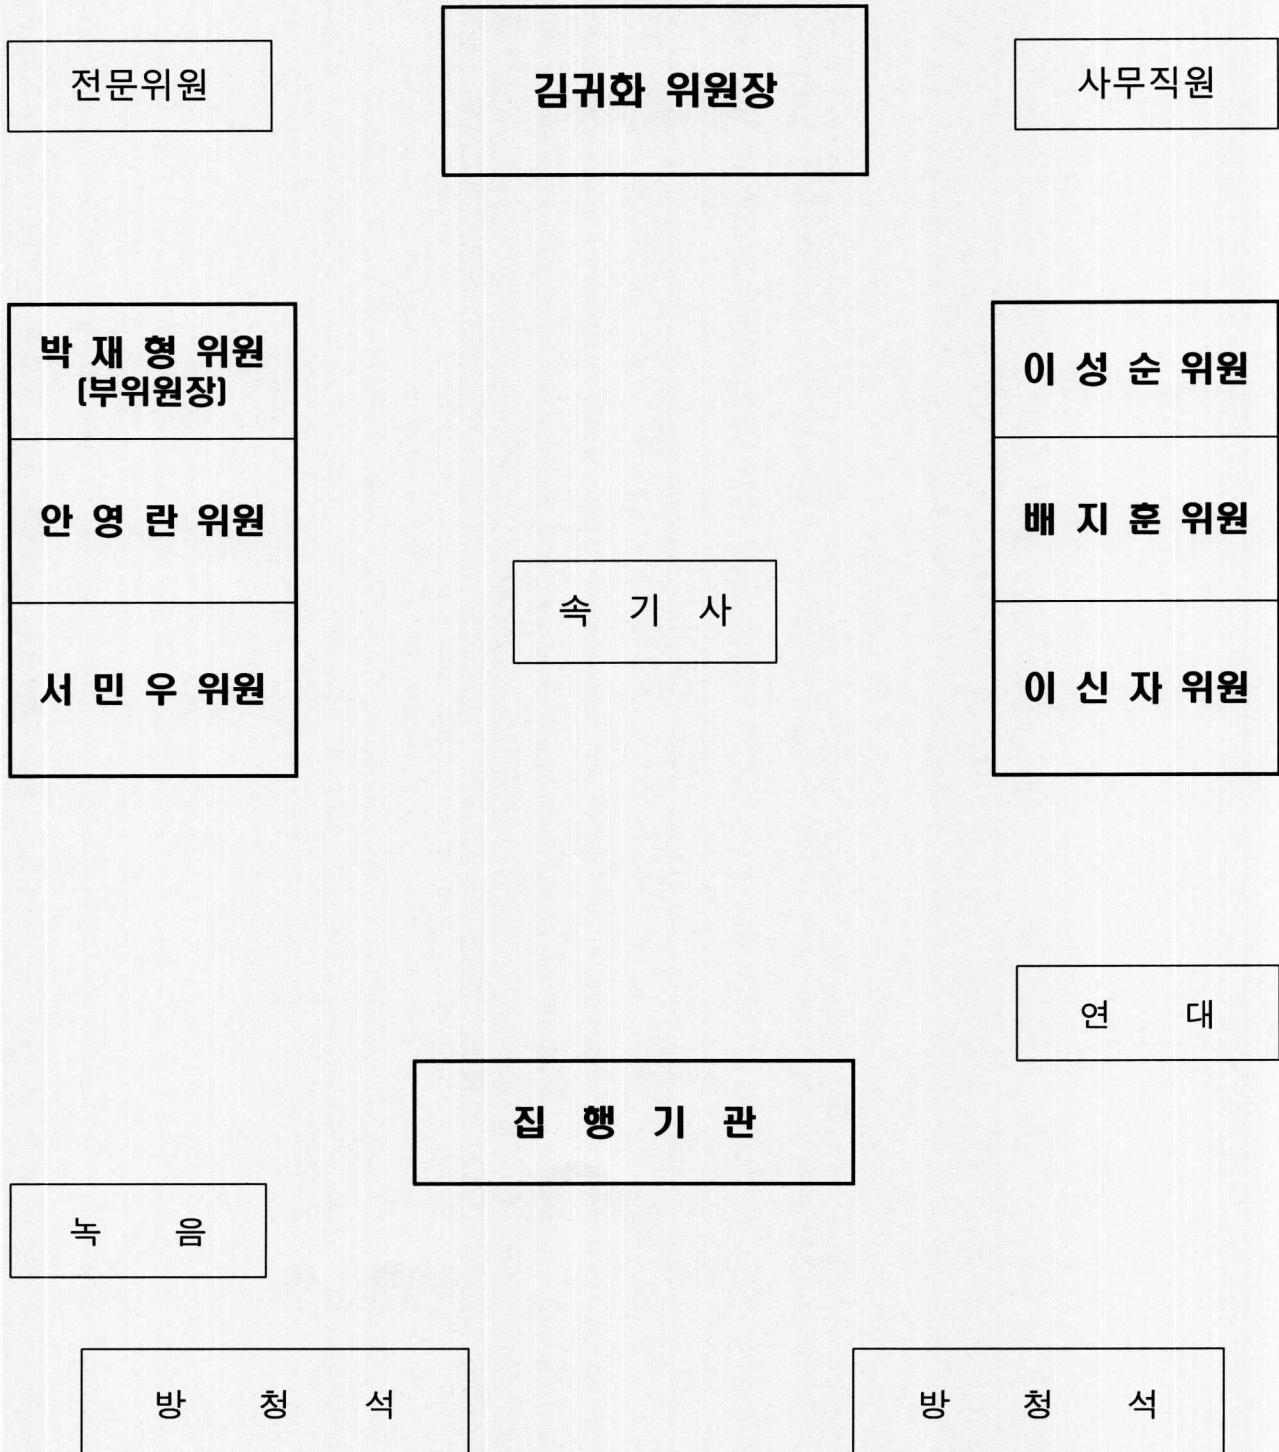 전문위원
김귀화 위원장
사무직원
박 재 형 위원
(부위원장)
이 성 순 위원
안 영 란 위원
배 지 훈 위원
속 기 사
서 민 우 위원
이 신 자 위원
연 대
집 행 기 관
녹 음
방 청 석
방 청 석